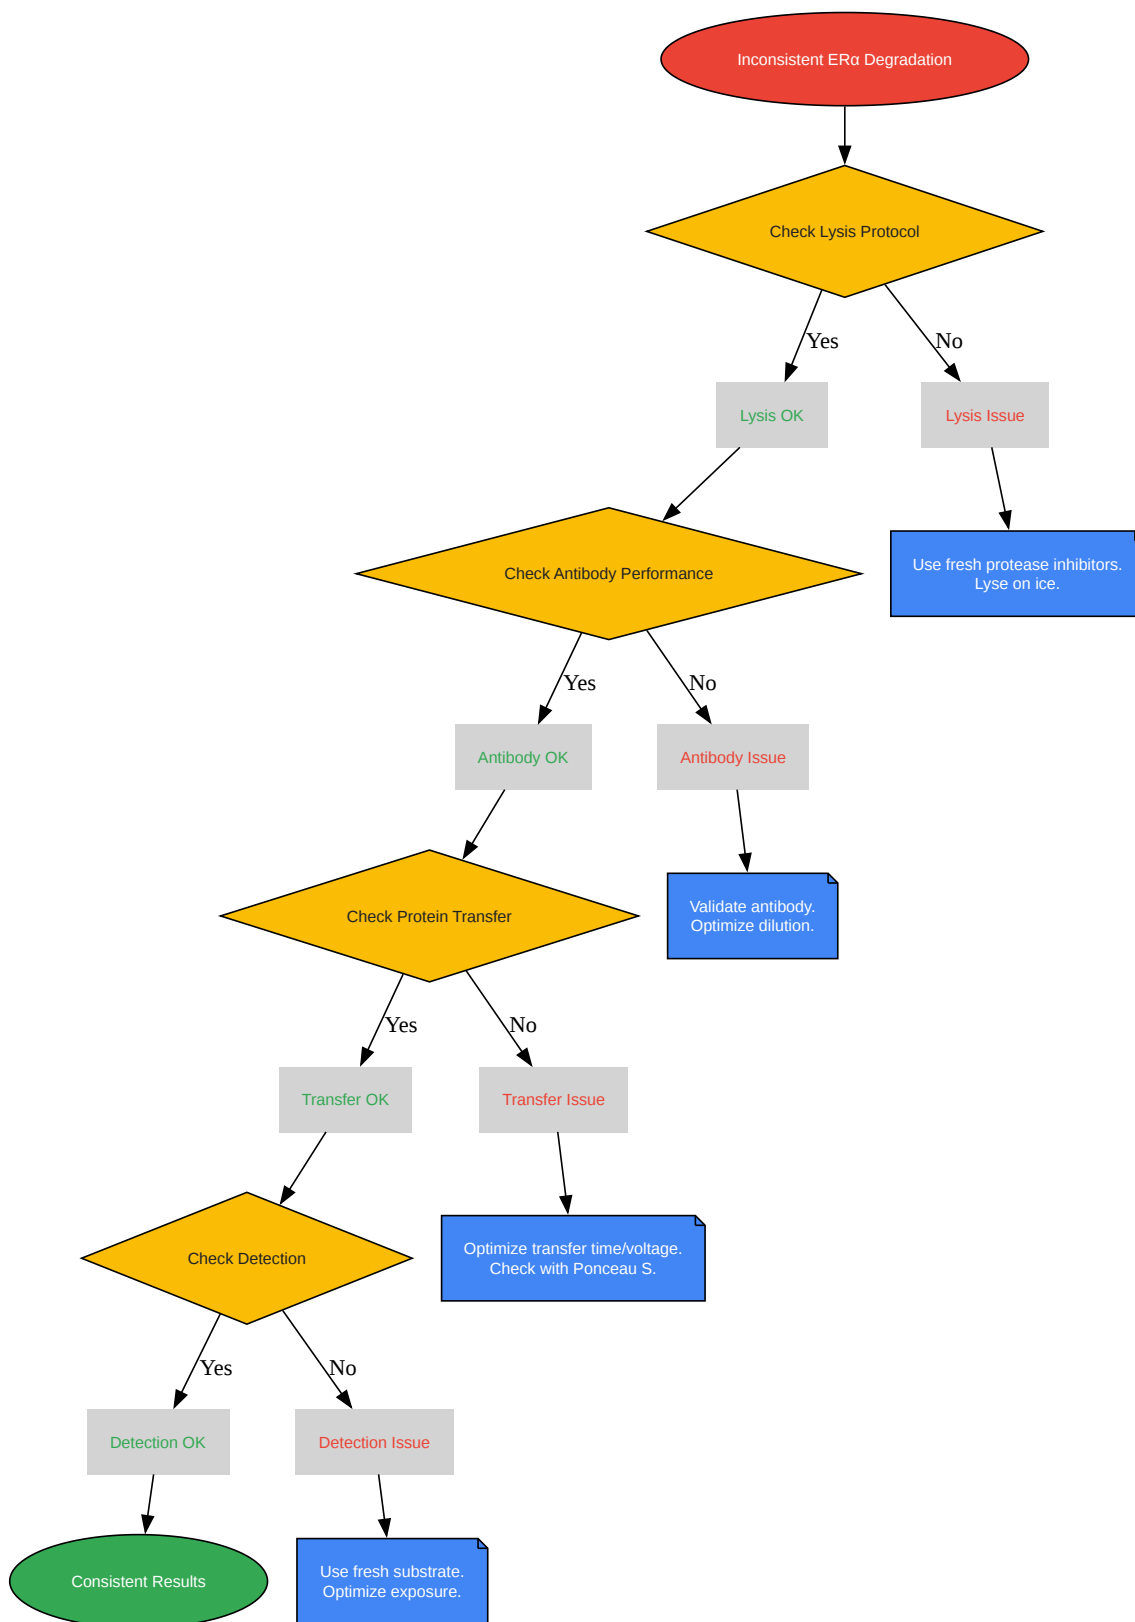 Inconsistent ERα Degradation
Check Lysis Protocol
Yes
No
Lysis OK
Lysis Issue
Use fresh protease inhibitors.
Lyse on ice.
Check Antibody Performance
Yes
No
Antibody OK
Antibody Issue
Validate antibody.
Optimize dilution.
Check Protein Transfer
Yes
No
Transfer OK
Transfer Issue
Optimize transfer time/voltage.
Check with Ponceau S.
Check Detection
Yes
No
Detection OK
Detection Issue
Consistent Results
Use fresh substrate.
Optimize exposure.